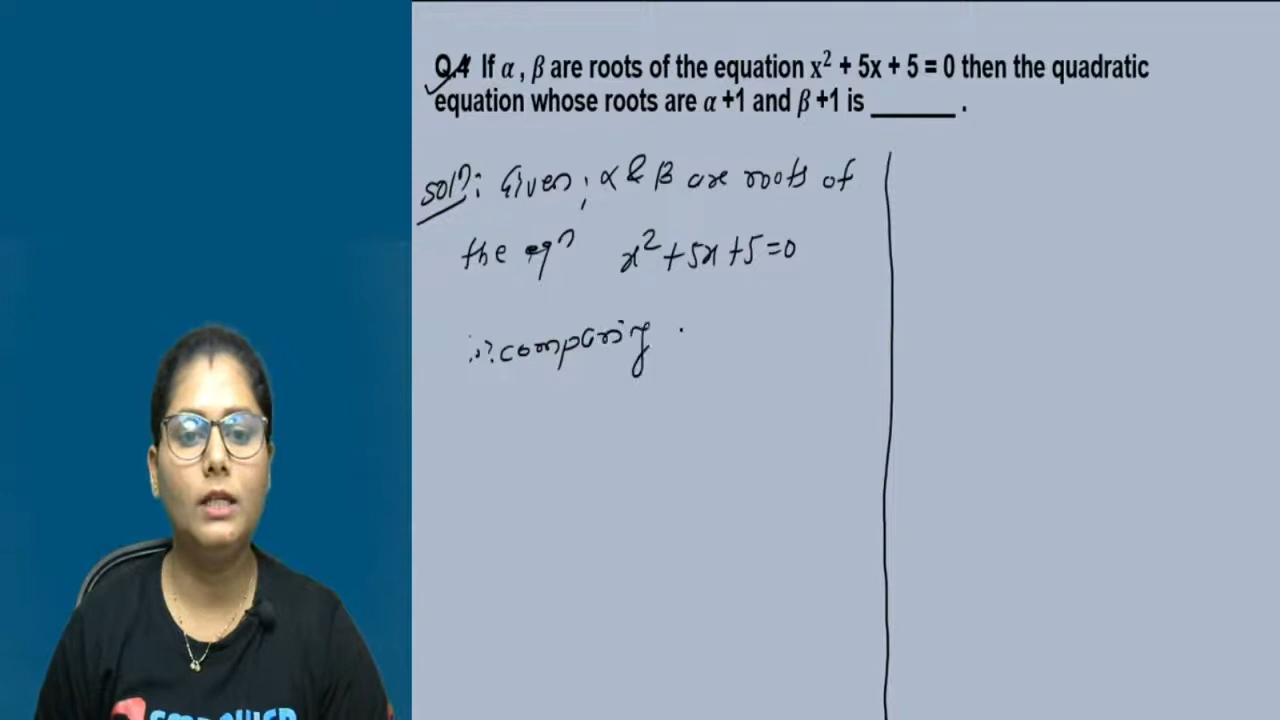 Q.4 If α , β are roots of the equation x² + 5x + 5 = 0 then the quadratic
equation whose roots are α +1 and β +1 is ______ .
solⁿ: Given, α & β are roots of
the eqⁿ x² + 5x + 5 = 0
comparing